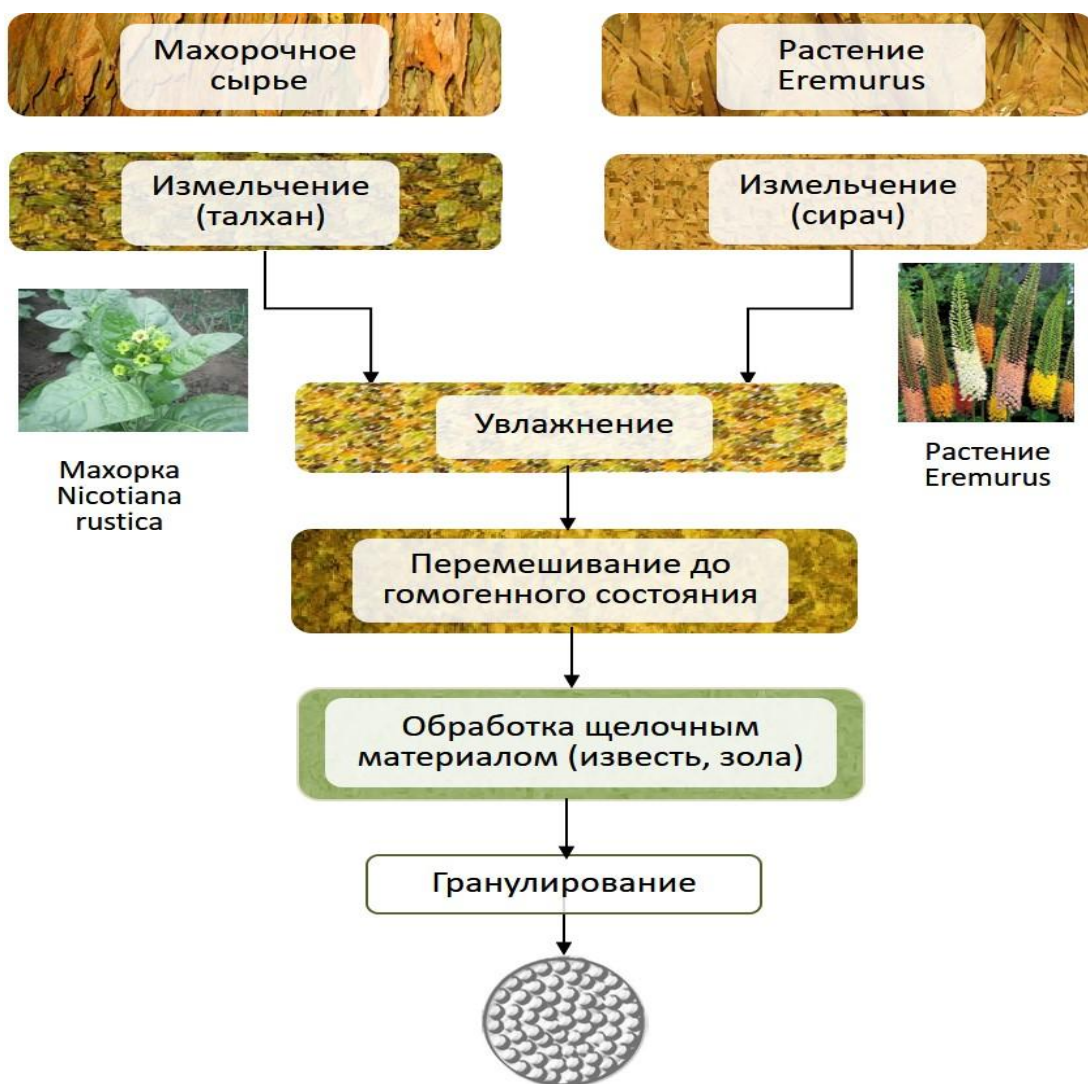 Махорочное
сырье
Растение
Eremurus
Измельчение
(талхан)
Измельчение
(сирач)
Увлажнение
Махорка
Nicotiana
rustica
Растение
Eremurus
Перемешивание до
гомогенного состояния
Обработка щелочным
материалом (известь, зола)
Гранулирование